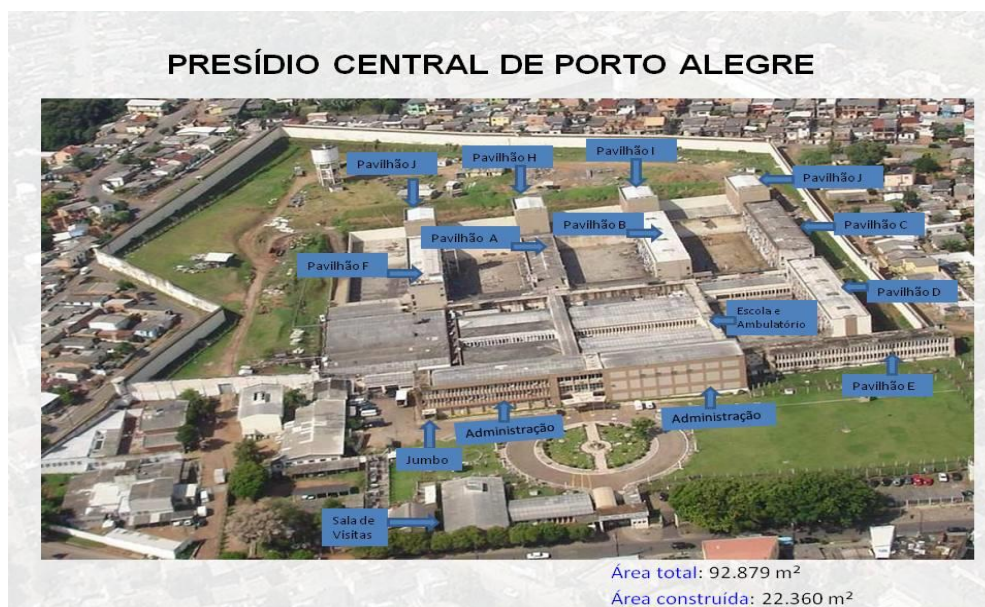 PRESÍDIO CENTRAL DE PORTO ALEGRE
Pavilhão J
Pavilhão H
Pavilhão I
Pavilhão J
Pavilhão A
Pavilhão B
Pavilhão C
Pavilhão F
Pavilhão D
Escola e
Ambulatório
Pavilhão E
Administração
Administração
Jumbo
Sala de
Visitas
Área total: 92.879 m²
Área construída: 22.360 m²